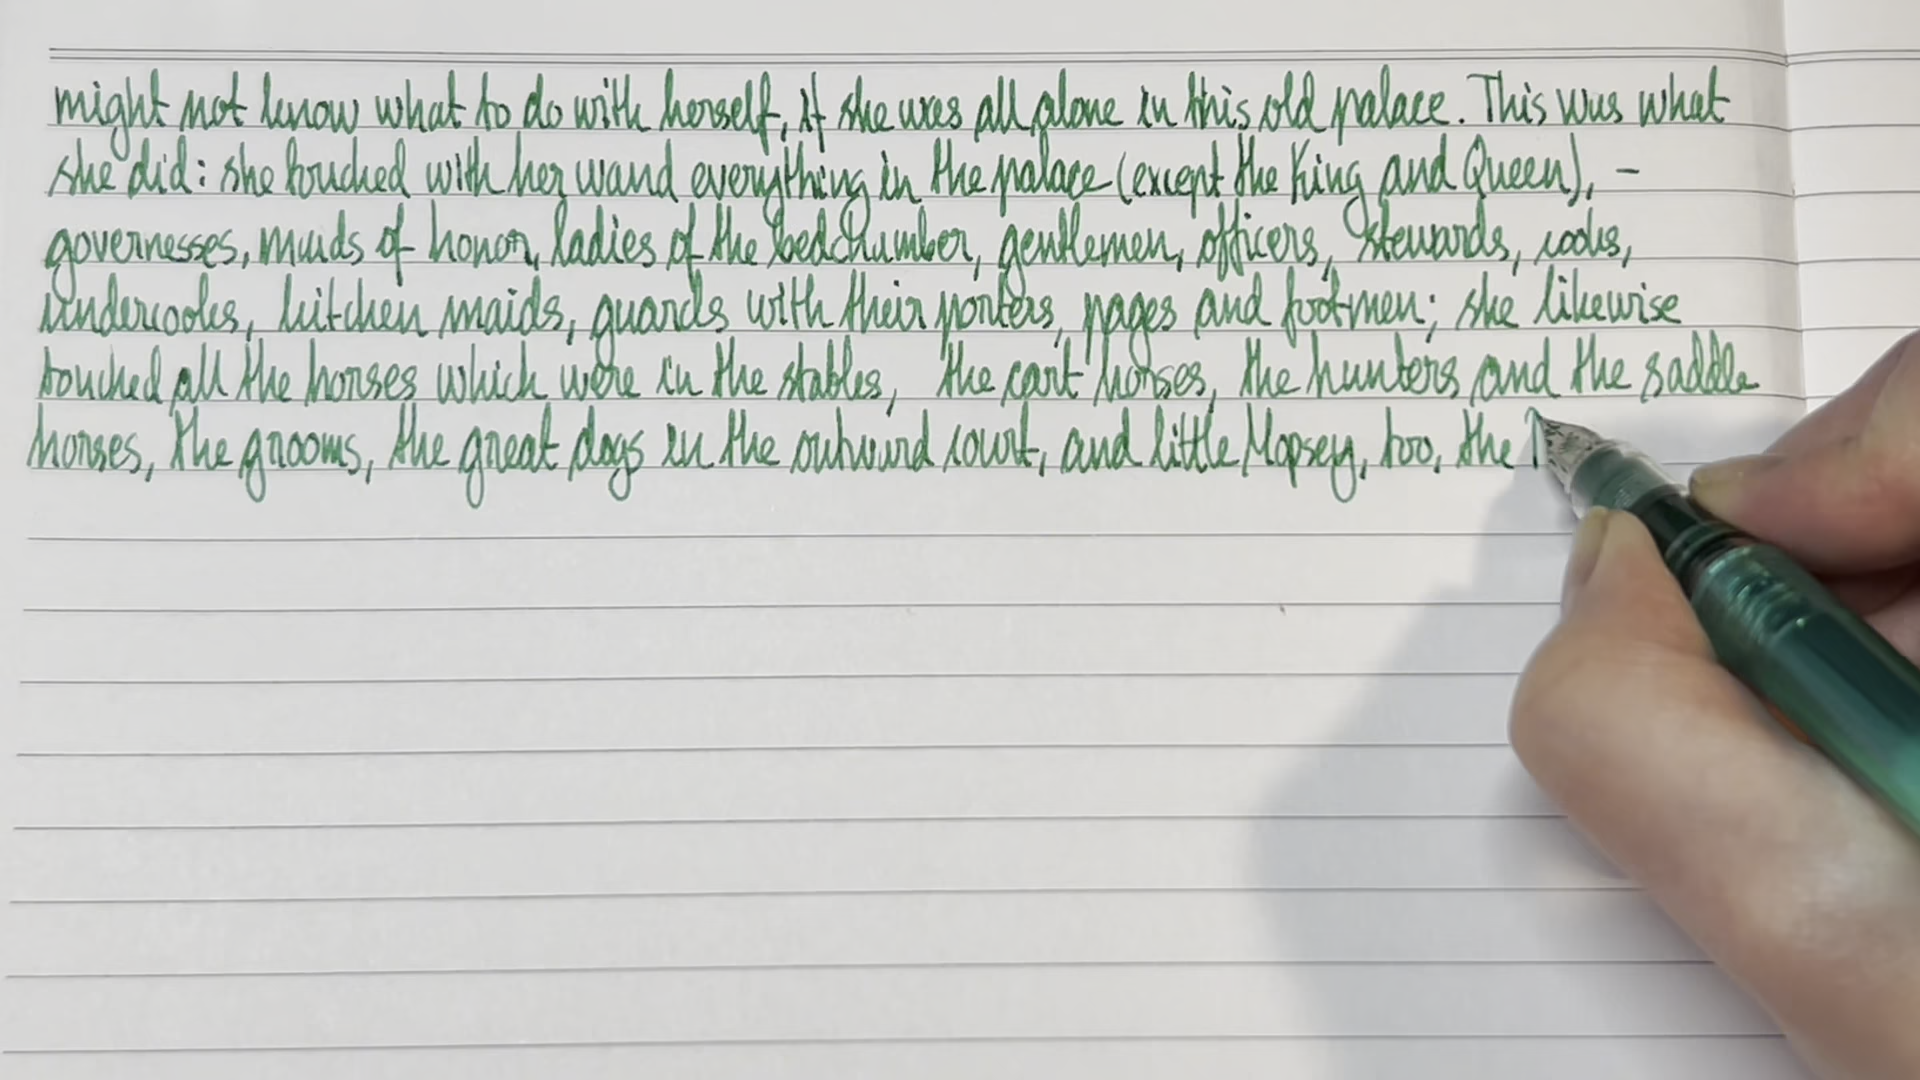 might not know what to do with herself, if she was all alone in this old palace. This was what
she did: she touched with her wand everything in the palace (except the King and Queen), -
governesses, maids of honor, ladies of the bedchamber, gentlemen, officers, stewards, cooks,
undercooks, kitchen maids, guards with their porters, pages and footmen; she likewise
touched all the horses which were in the stables, the cart horses, the hunters and the saddle
horses, the grooms, the great dogs in the outward court, and little Mopsey, too, the